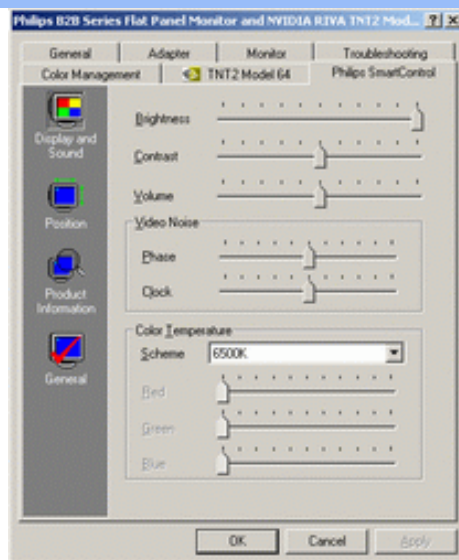 Philips B2B Series Flat Panel Monitor and NVIDIA RIVA TNT2 Mod...
General Adapter Monitor Troubleshooting
Color Management TNT2 Model 64 Philips SmartControl
Display and
Sound
Position
Product
Information
General
Brightness
Contrast
Volume
Video Noise
Phase
Clock
Color Temperature
Scheme 6500K
Red
Green
Blue
OK Cancel Apply